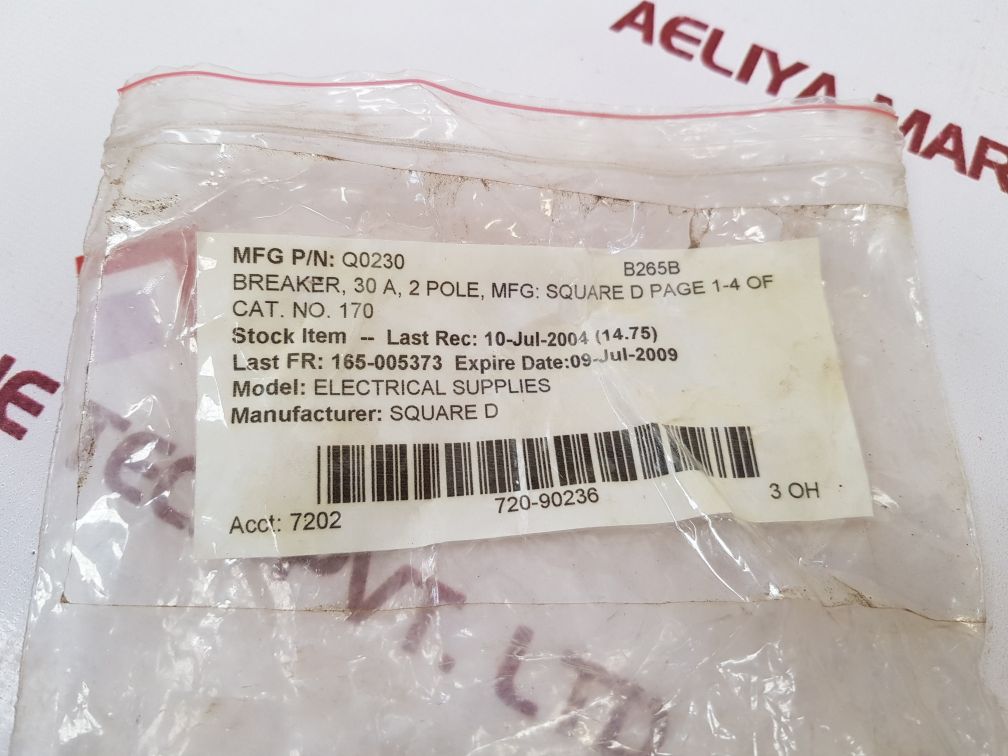 AELIYA MAR
MFG P/N: Q0230
B265B
BREAKER, 30 A, 2 POLE, MFG: SQUARE D PAGE 1-4 OF
CAT. NO. 170
Stock Item -- Last Rec: 10-Jul-2004 (14.75)
Last FR: 165-005373 Expire Date:09-Jul-2009
Model: ELECTRICAL SUPPLIES
Manufacturer: SQUARE D
720-90236
3 OH
Acct: 7202
NE